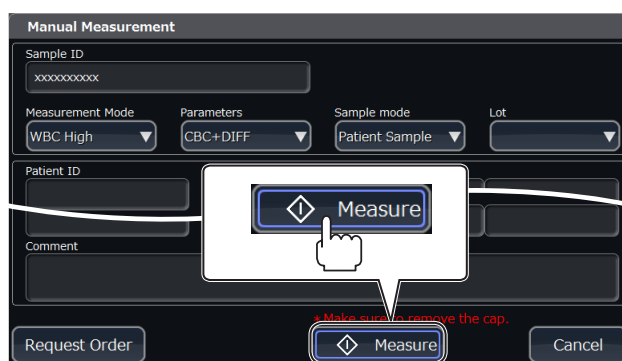 Manual Measurement
Sample ID
xxxxxxxxxx
Measurement Mode Parameters Sample mode Lot
WBC High CBC+DIFF Patient Sample
Patient ID
Measure
Comment
* Make sure to remove the cap.
Request Order Measure Cancel